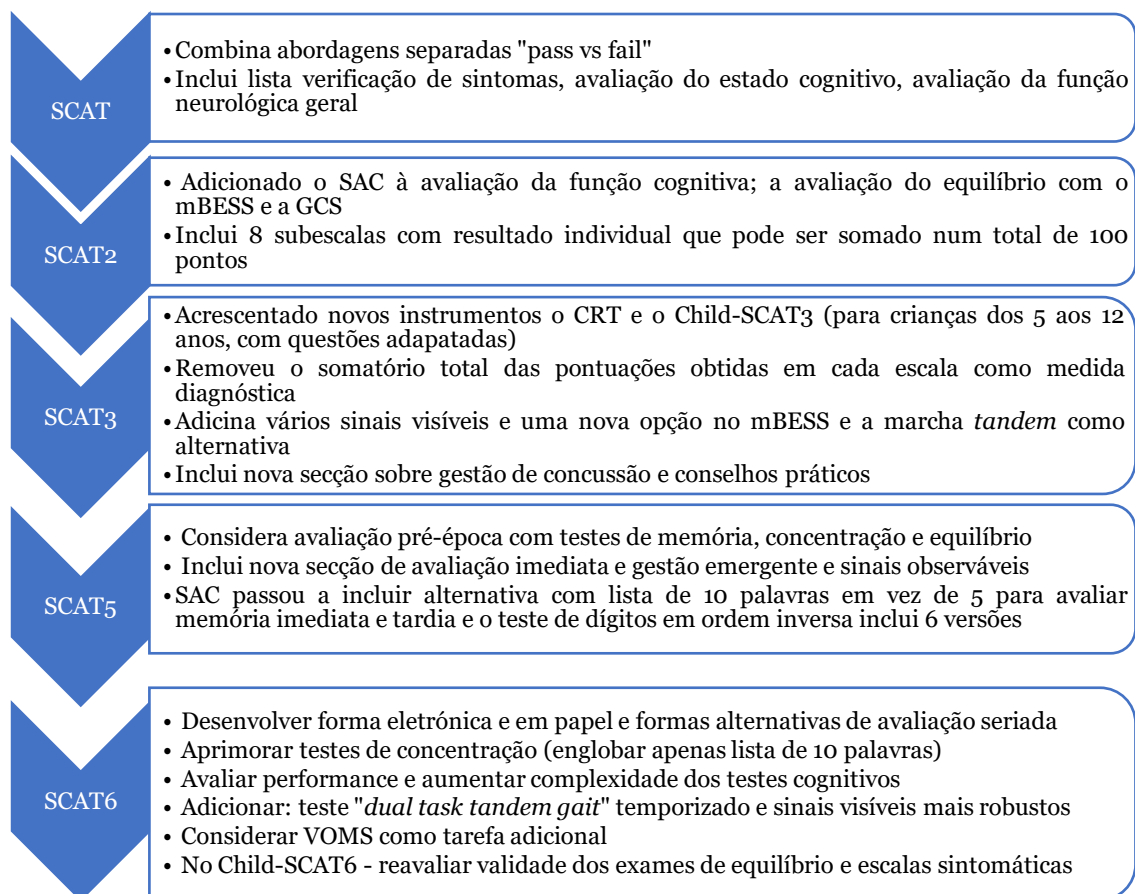 SCAT
•Combina abordagens separadas "pass vs fail"
•Inclui lista verificação de sintomas, avaliação do estado cognitivo, avaliação da função
neurológica geral
SCAT2
• Adicionado o SAC à avaliação da função cognitiva; a avaliação do equilíbrio com o
mBESS e a GCS
•Inclui 8 subescalas com resultado individual que pode ser somado num total de 100
pontos
SCAT3
•Acrescentado novos instrumentos o CRT e o Child-SCAT3 (para crianças dos 5 aos 12
anos, com questões adapatadas)
•Removeu o somatório total das pontuações obtidas em cada escala como medida
diagnóstica
•Adicina vários sinais visíveis e uma nova opção no mBESS e a marcha tandem como
alternativa
•Inclui nova secção sobre gestão de concussão e conselhos práticos
SCAT5
• Considera avaliação pré-época com testes de memória, concentração e equilíbrio
• Inclui nova secção de avaliação imediata e gestão emergente e sinais observáveis
•SAC passou a incluir alternativa com lista de 10 palavras em vez de 5 para avaliar
memória imediata e tardia e o teste de dígitos em ordem inversa inclui 6 versões
SCAT6
• Desenvolver forma eletrónica e em papel e formas alternativas de avaliação seriada
• Aprimorar testes de concentração (englobar apenas lista de 10 palavras)
• Avaliar performance e aumentar complexidade dos testes cognitivos
• Adicionar: teste "dual task tandem gait" temporizado e sinais visíveis mais robustos
• Considerar VOMS como tarefa adicional
• No Child-SCAT6 - reavaliar validade dos exames de equilíbrio e escalas sintomáticas